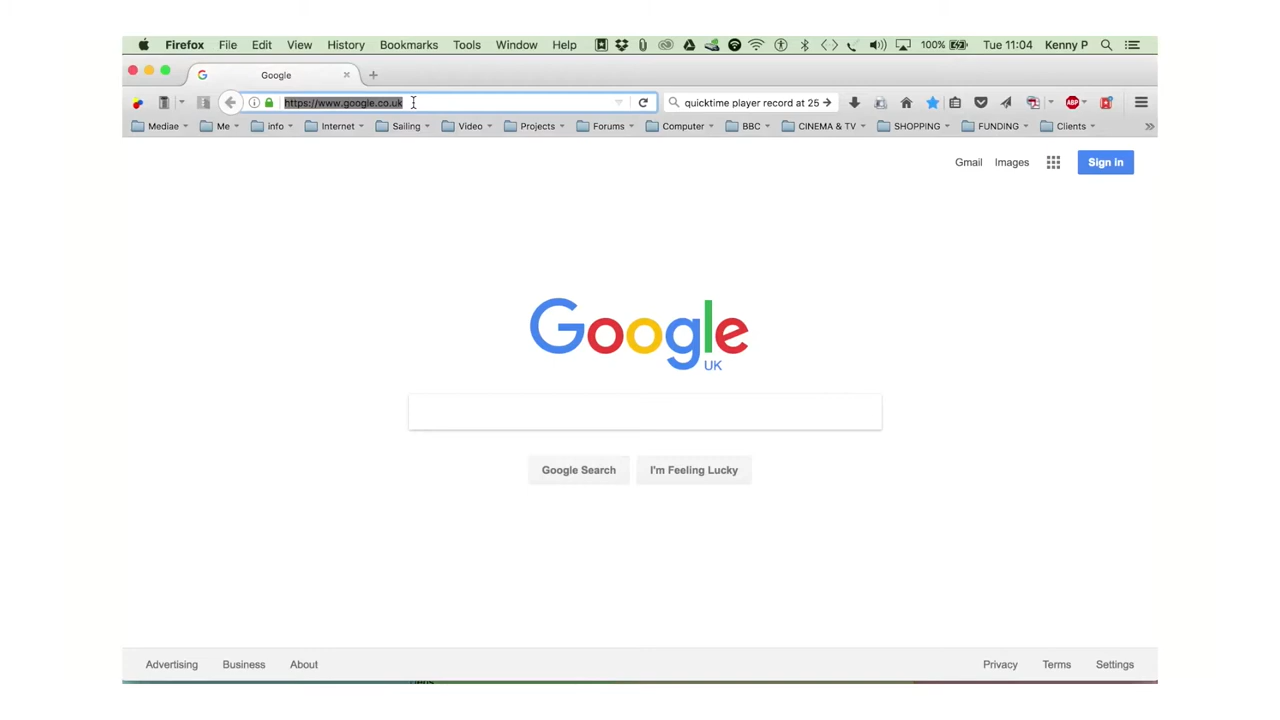 Firefox File Edit View History Bookmarks Tools Window Help 100% Tue 11:04 Kenny P
Google
https://www.google.co.uk quicktime player record at 25 ABP
Mediae Me info Internet Sailing Video Projects Forums Computer BBC CINEMA & TV SHOPPING FUNDING Clients
Gmail Images Sign in
Google
UK
Google Search I'm Feeling Lucky
Advertising Business About Privacy Terms Settings